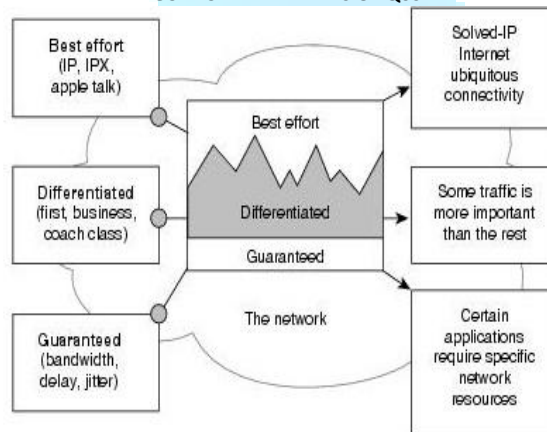 Best effort
(IP, IPX,
apple talk)
Differentiated
(first, business,
coach class)
Guaranteed
(bandwidth,
delay, jitter)
Best effort
Differentiated
Guaranteed
The network
Solved-IP
Internet
ubiquitous
connectivity
Some traffic is
more important
than the rest
Certain
applications
require specific
network
resources